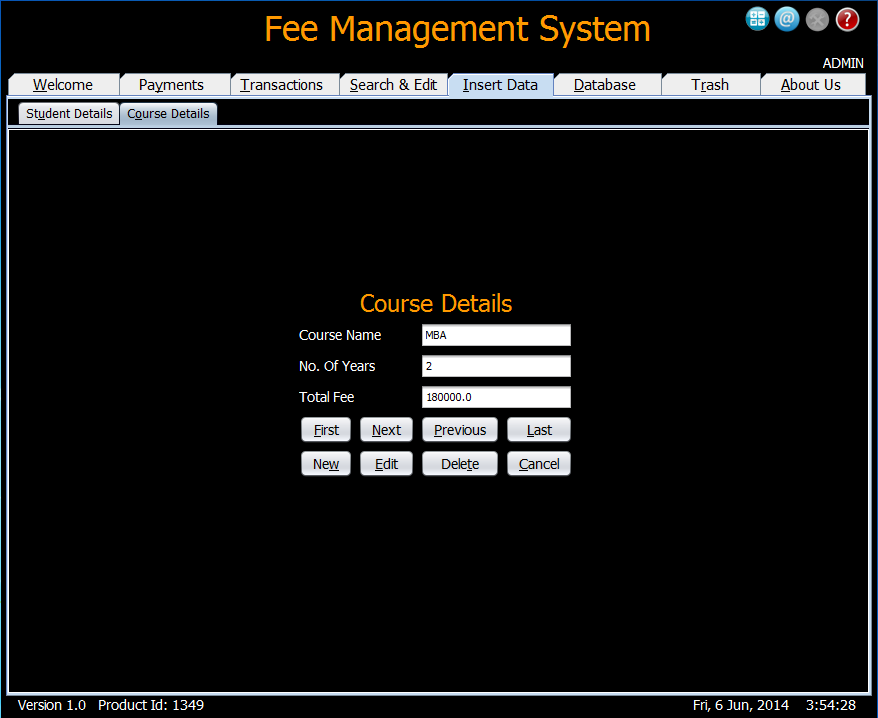 Fee Management System
@ ?
ADMIN
Welcome Payments Transactions Search & Edit Insert Data Database Trash About Us
Student Details Course Details
Course Details
Course Name MBA
No. Of Years 2
Total Fee 180000.0
First Next Previous Last
New Edit Delete Cancel
Version 1.0 Product Id: 1349 Fri, 6 Jun, 2014 3:54:28